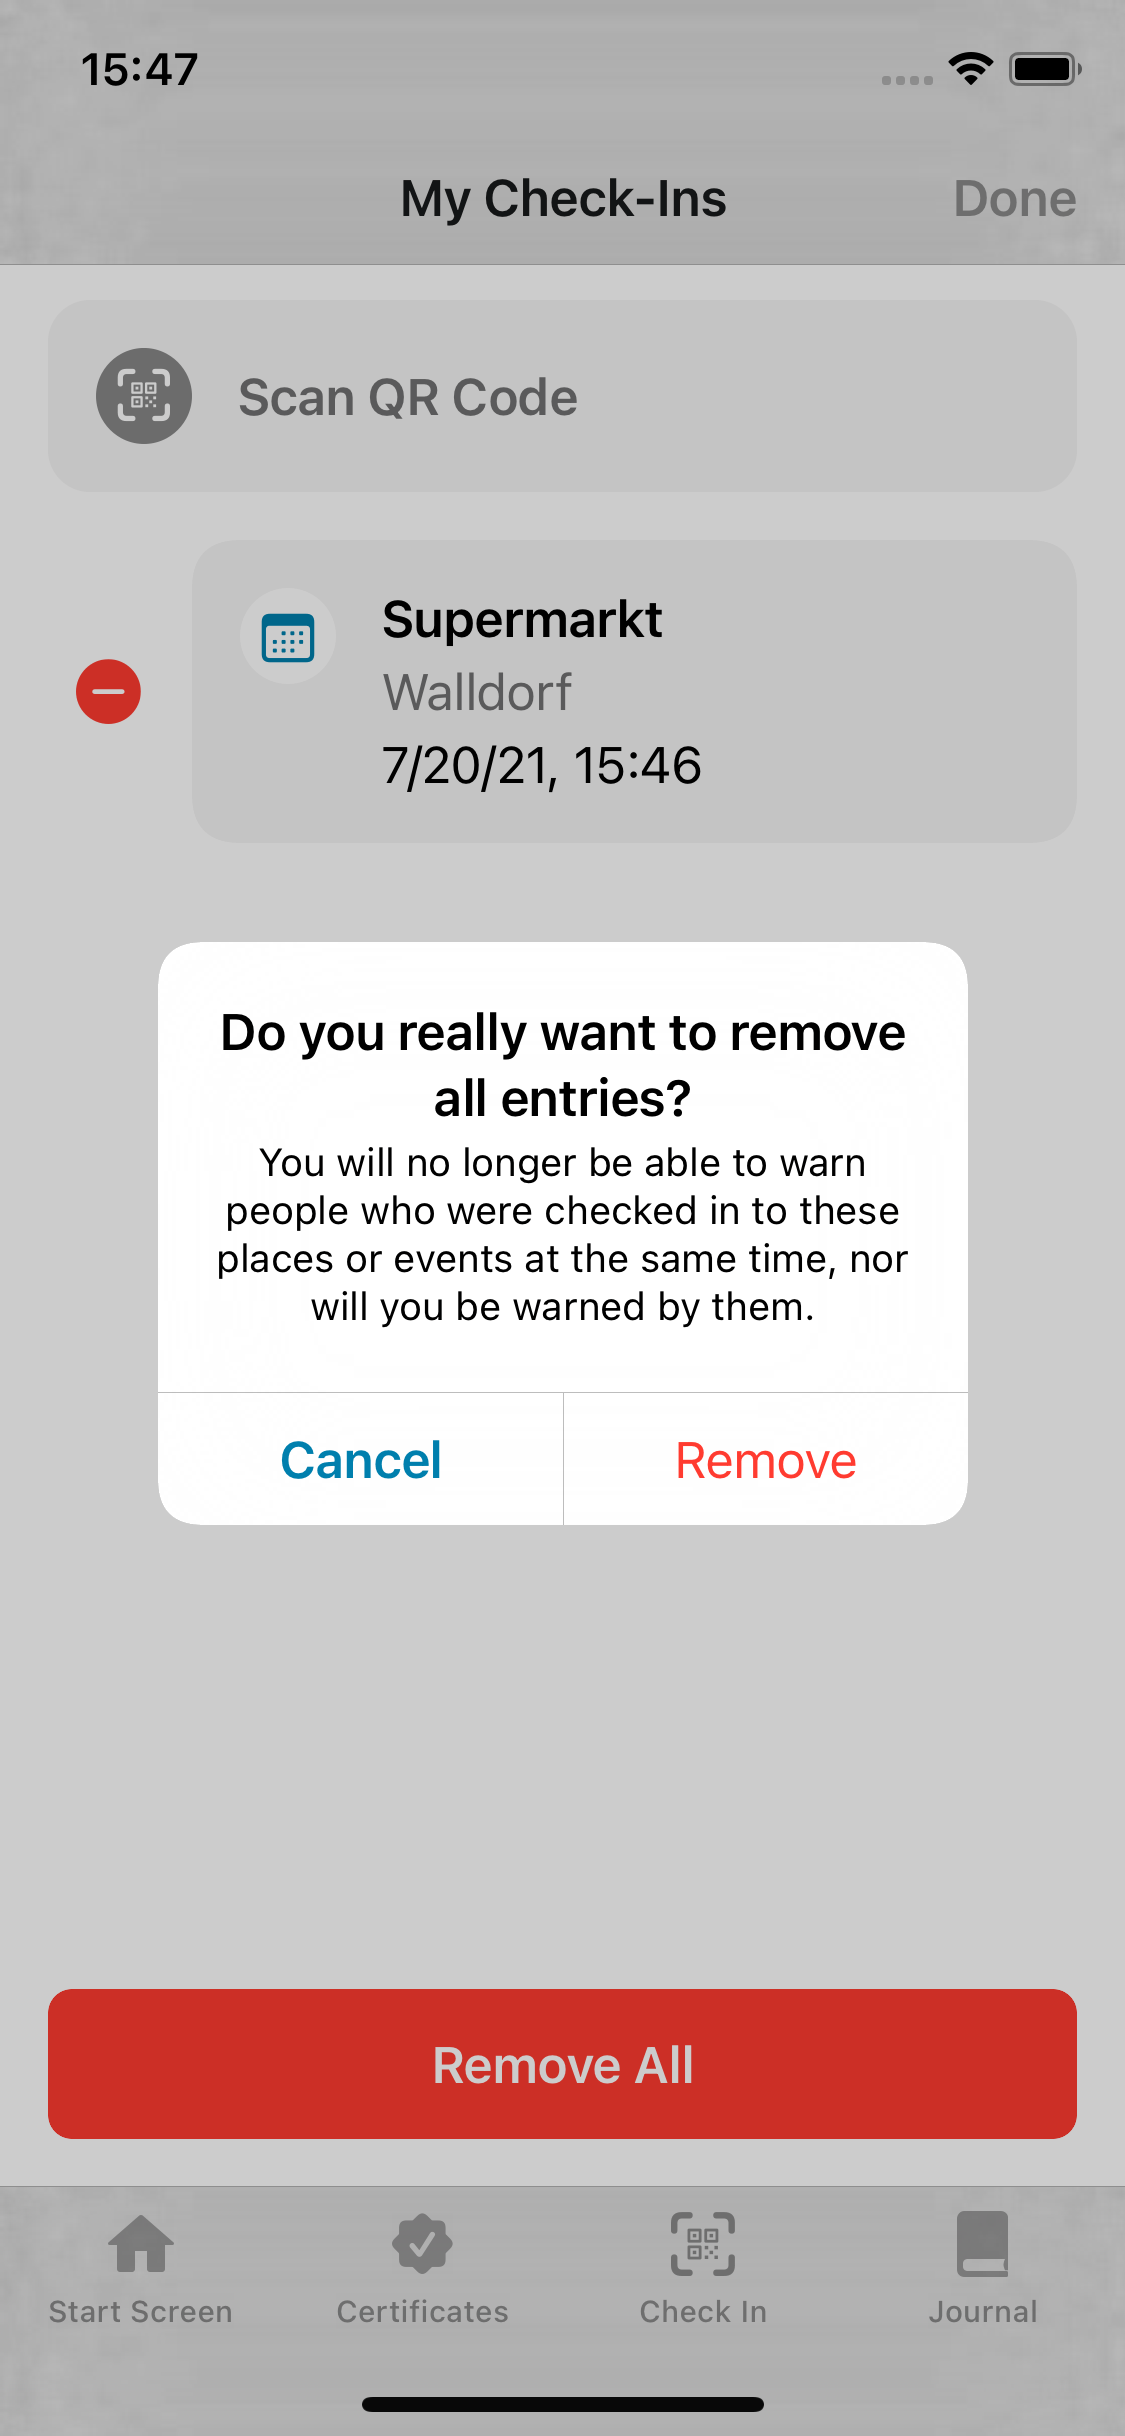 15:47
My Check-Ins
Done
Scan QR Code
Supermarkt
Walldorf
7/20/21, 15:46
Do you really want to remove
all entries?
You will no longer be able to warn
people who were checked in to these
places or events at the same time, nor
will you be warned by them.
Cancel
Remove
Remove All
Start Screen
Certificates
Check In
Journal